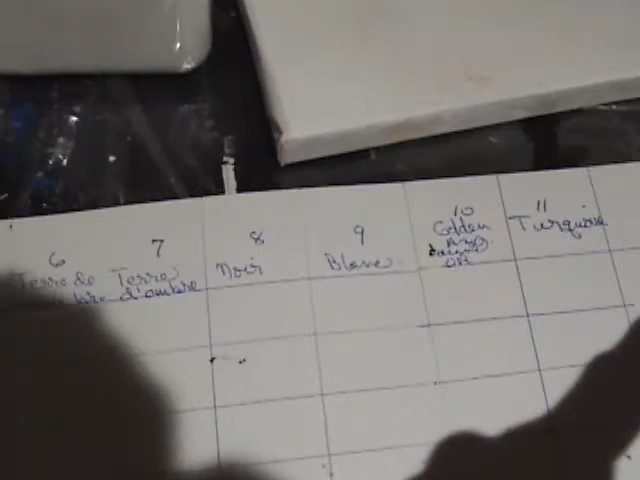 6
Terre de
7
Terre
d'ombre
8
Noir
9
Blanc
10
Golden
11
Turquoise